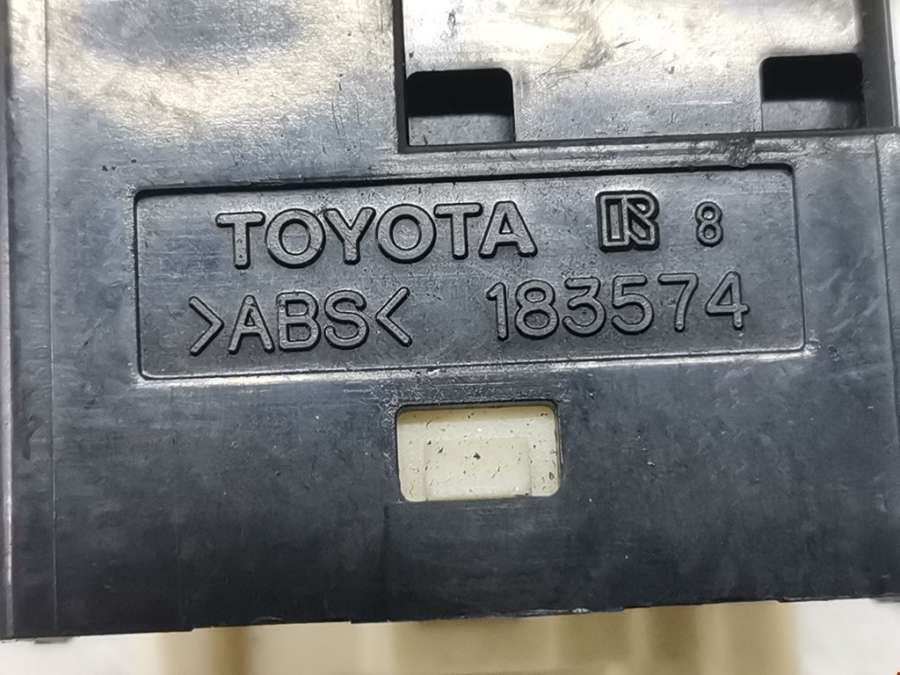 TOYOTA R 8
>ABS< 183574